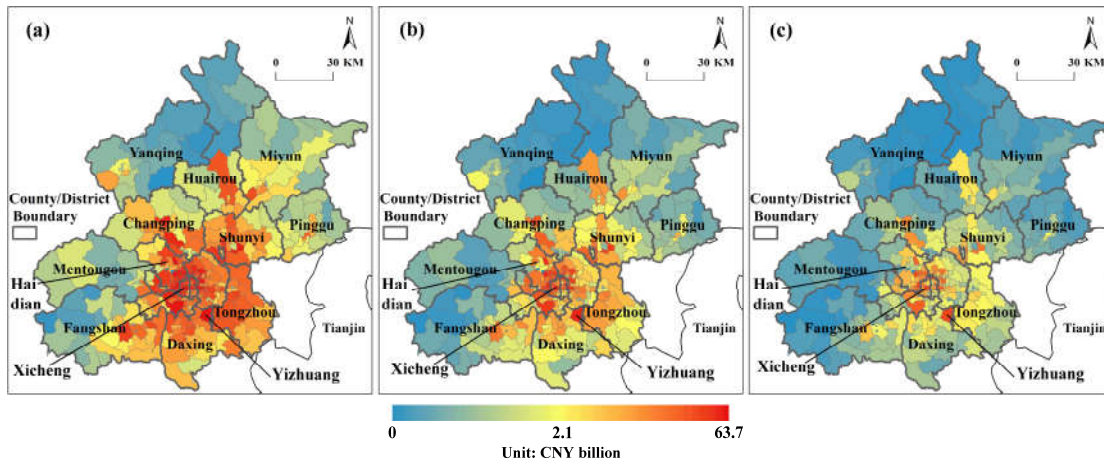 (a)
N
0 30 KM
Yanqing
Miyun
Huairou
County/District
Boundary
Changping
Pinggu
Shunyi
Mentougou
Hai
dian
Tongzhou
Fangshan
Tianjin
Daxing
Xicheng
Yizhuang
(b)
N
0 30 KM
Yanqing
Miyun
Huairou
County/District
Boundary
Changping
Pinggu
Shunyi
Mentougou
Hai
dian
Tongzhou
Fangshan
Tianjin
Daxing
Xicheng
Yizhuang
(c)
N
0 30 KM
Yanqing
Miyun
Huairou
County/District
Boundary
Changping
Pinggu
Shunyi
Mentougou
Hai
dian
Tongzhou
Fangshan
Tianjin
Daxing
Xicheng
Yizhuang
0 2.1 63.7
Unit: CNY billion